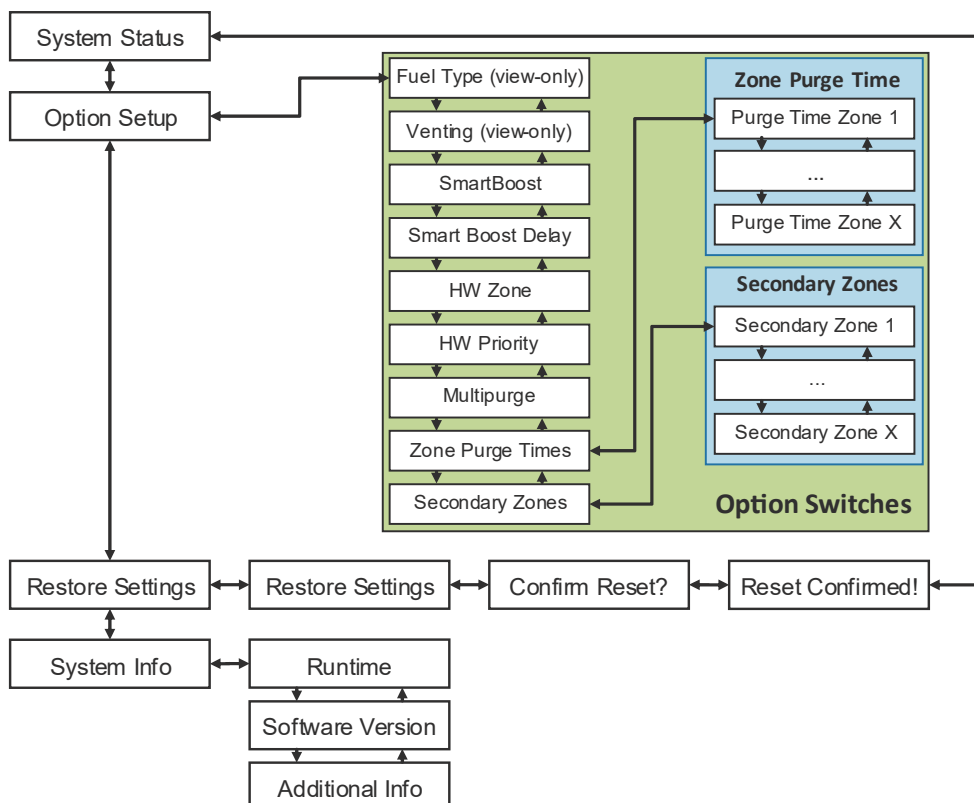 System Status
Option Setup
Fuel Type (view-only)
Venting (view-only)
SmartBoost
Smart Boost Delay
HW Zone
HW Priority
Multipurge
Zone Purge Times
Secondary Zones
Zone Purge Time
Purge Time Zone 1
...
Purge Time Zone X
Secondary Zones
Secondary Zone 1
...
Secondary Zone X
Option Switches
Restore Settings
Restore Settings
Confirm Reset?
Reset Confirmed!
System Info
Runtime
Software Version
Additional Info